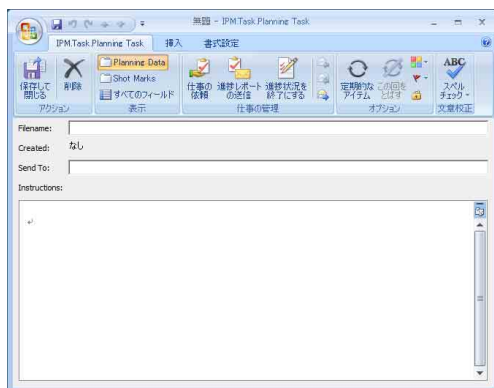 無題 - IPM.Task.Planning Task
IPM.Task.Planning Task 挿入 書式設定
保存して閉じる
削除
アクション
Planning Data
Shot Marks
すべてのフィールド
表示
仕事の依頼
進捗レポートの送信
進捗状況を終了にする
仕事の管理
定期的なアイテム
この回をとばす
オプション
ABC
スペルチェック
文章校正
Filename:
Created: なし
Send To:
Instructions: